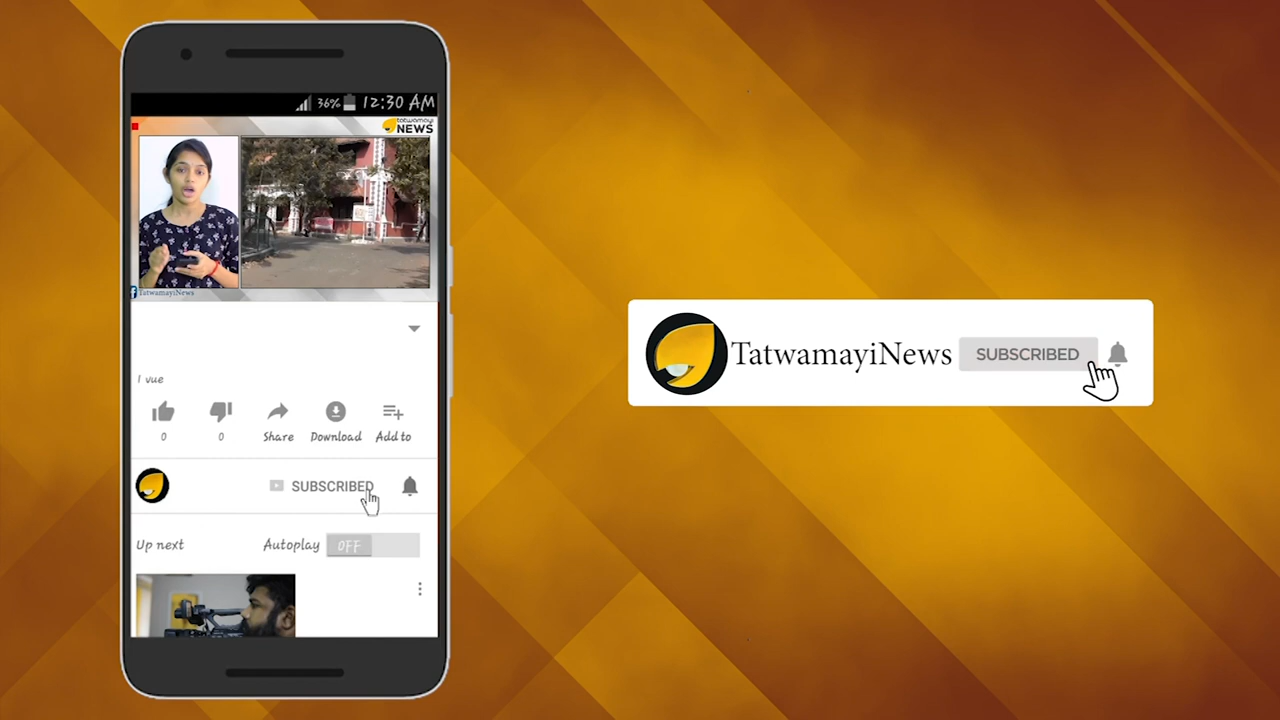 36% 12:30 AM
tatwamayi
NEWS
TatwamayiNews
1 vue
0
0
Share
Download
Add to
SUBSCRIBED
Up next
Autoplay
OFF
TatwamayiNews
SUBSCRIBED